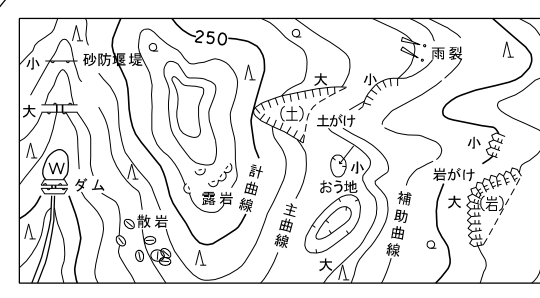 250
小
砂防堰堤
大
W
ダム
散岩
露岩
計曲線
主曲線
補助曲線
大
(土)
土がけ
小
雨裂
小
おう地
大
小
岩がけ
大
(岩)